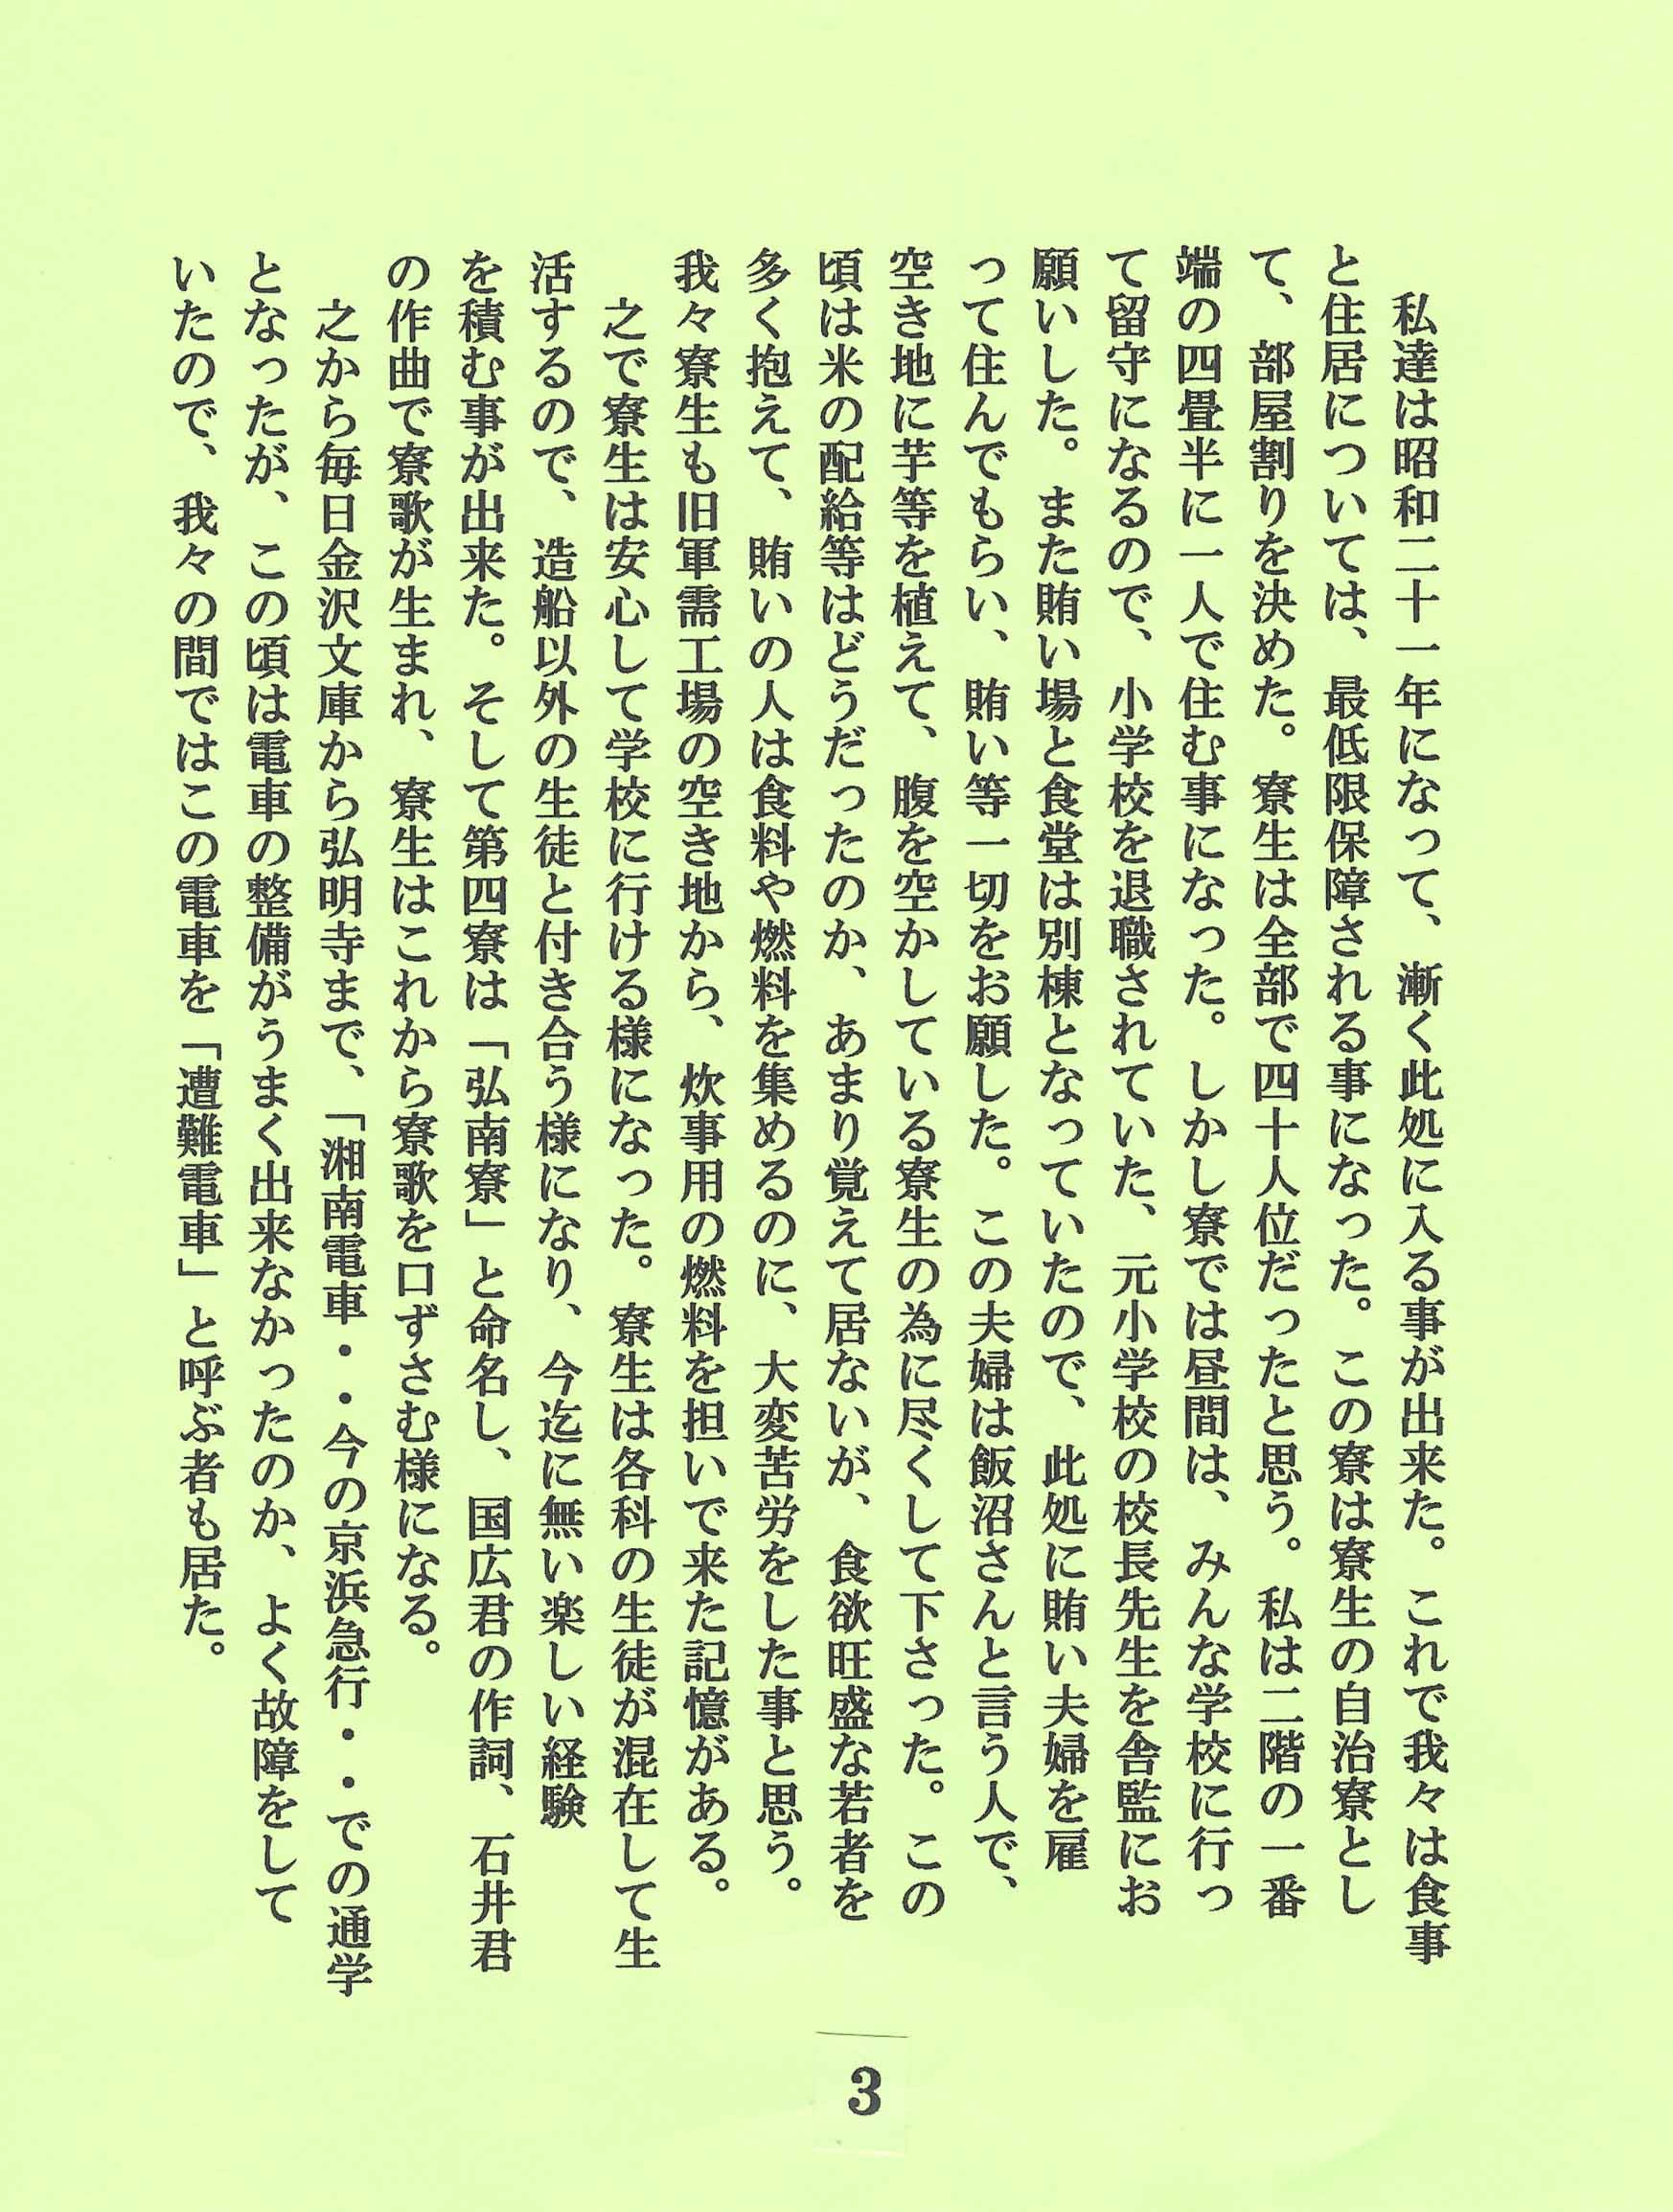 私達は昭和二十一年になって、漸く此処に入る事が出来た。これで我々は食事
と住居については、最低限保障される事になった。この寮は寮生の自治寮とし
て、部屋割りを決めた。寮生は全部で四十人位だったと思う。私は二階の一番
端の四畳半に一人で住む事になった。しかし寮では昼間は、みんな学校に行っ
て留守になるので、小学校を退職されていた、元小学校の校長先生を舎監にお
願いした。また賄い場と食堂は別棟となっていたので、此処に賄い夫婦を雇
って住んでもらい、賄い等一切をお願した。この夫婦は飯沼さんと言う人で、
空き地に芋等を植えて、腹を空かしている寮生の為に尽くして下さった。この
頃は米の配給等はどうだったのか、あまり覚えて居ないが、食欲旺盛な若者を
多く抱えて、賄いの人は食料や燃料を集めるのに、大変苦労をした事と思う。
我々寮生も旧軍需工場の空き地から、炊事用の燃料を担いで来た記憶がある。
之で寮生は安心して学校に行ける様になった。寮生は各科の生徒が混在して生
活するので、造船以外の生徒と付き合う様になり、今迄に無い楽しい経験
を積む事が出来た。そして第四寮は「弘南寮」と命名し、国広君の作詞、石井君
の作曲で寮歌が生まれ、寮生はこれから寮歌を口ずさむ様になる。
之から毎日金沢文庫から弘明寺まで、「湘南電車・・今の京浜急行・・での通学
となったが、この頃は電車の整備がうまく出来なかったのか、よく故障をして
いたので、我々の間ではこの電車を「遭難電車」と呼ぶ者も居た。
3